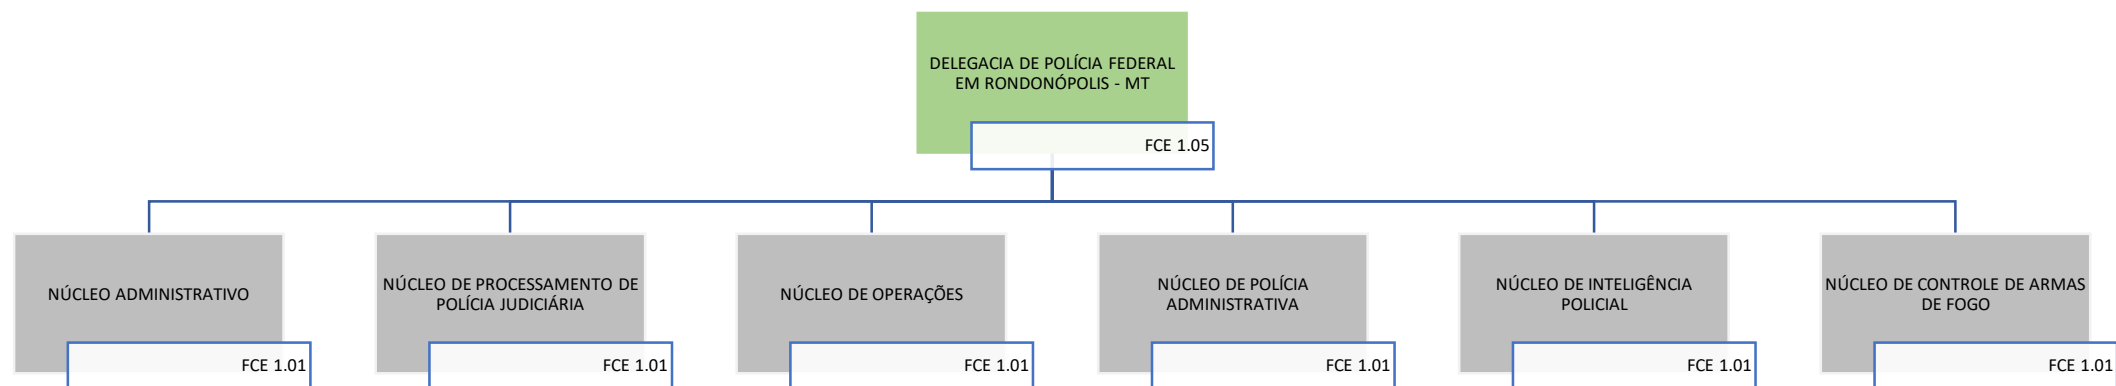 DELEGACIA DE POLÍCIA FEDERAL
EM RONDONÓPOLIS - MT
FCE 1.05
NÚCLEO ADMINISTRATIVO
FCE 1.01
NÚCLEO DE PROCESSAMENTO DE
POLÍCIA JUDICIÁRIA
FCE 1.01
NÚCLEO DE OPERAÇÕES
FCE 1.01
NÚCLEO DE POLÍCIA
ADMINISTRATIVA
FCE 1.01
NÚCLEO DE INTELIGÊNCIA
POLICIAL
FCE 1.01
NÚCLEO DE CONTROLE DE ARMAS
DE FOGO
FCE 1.01